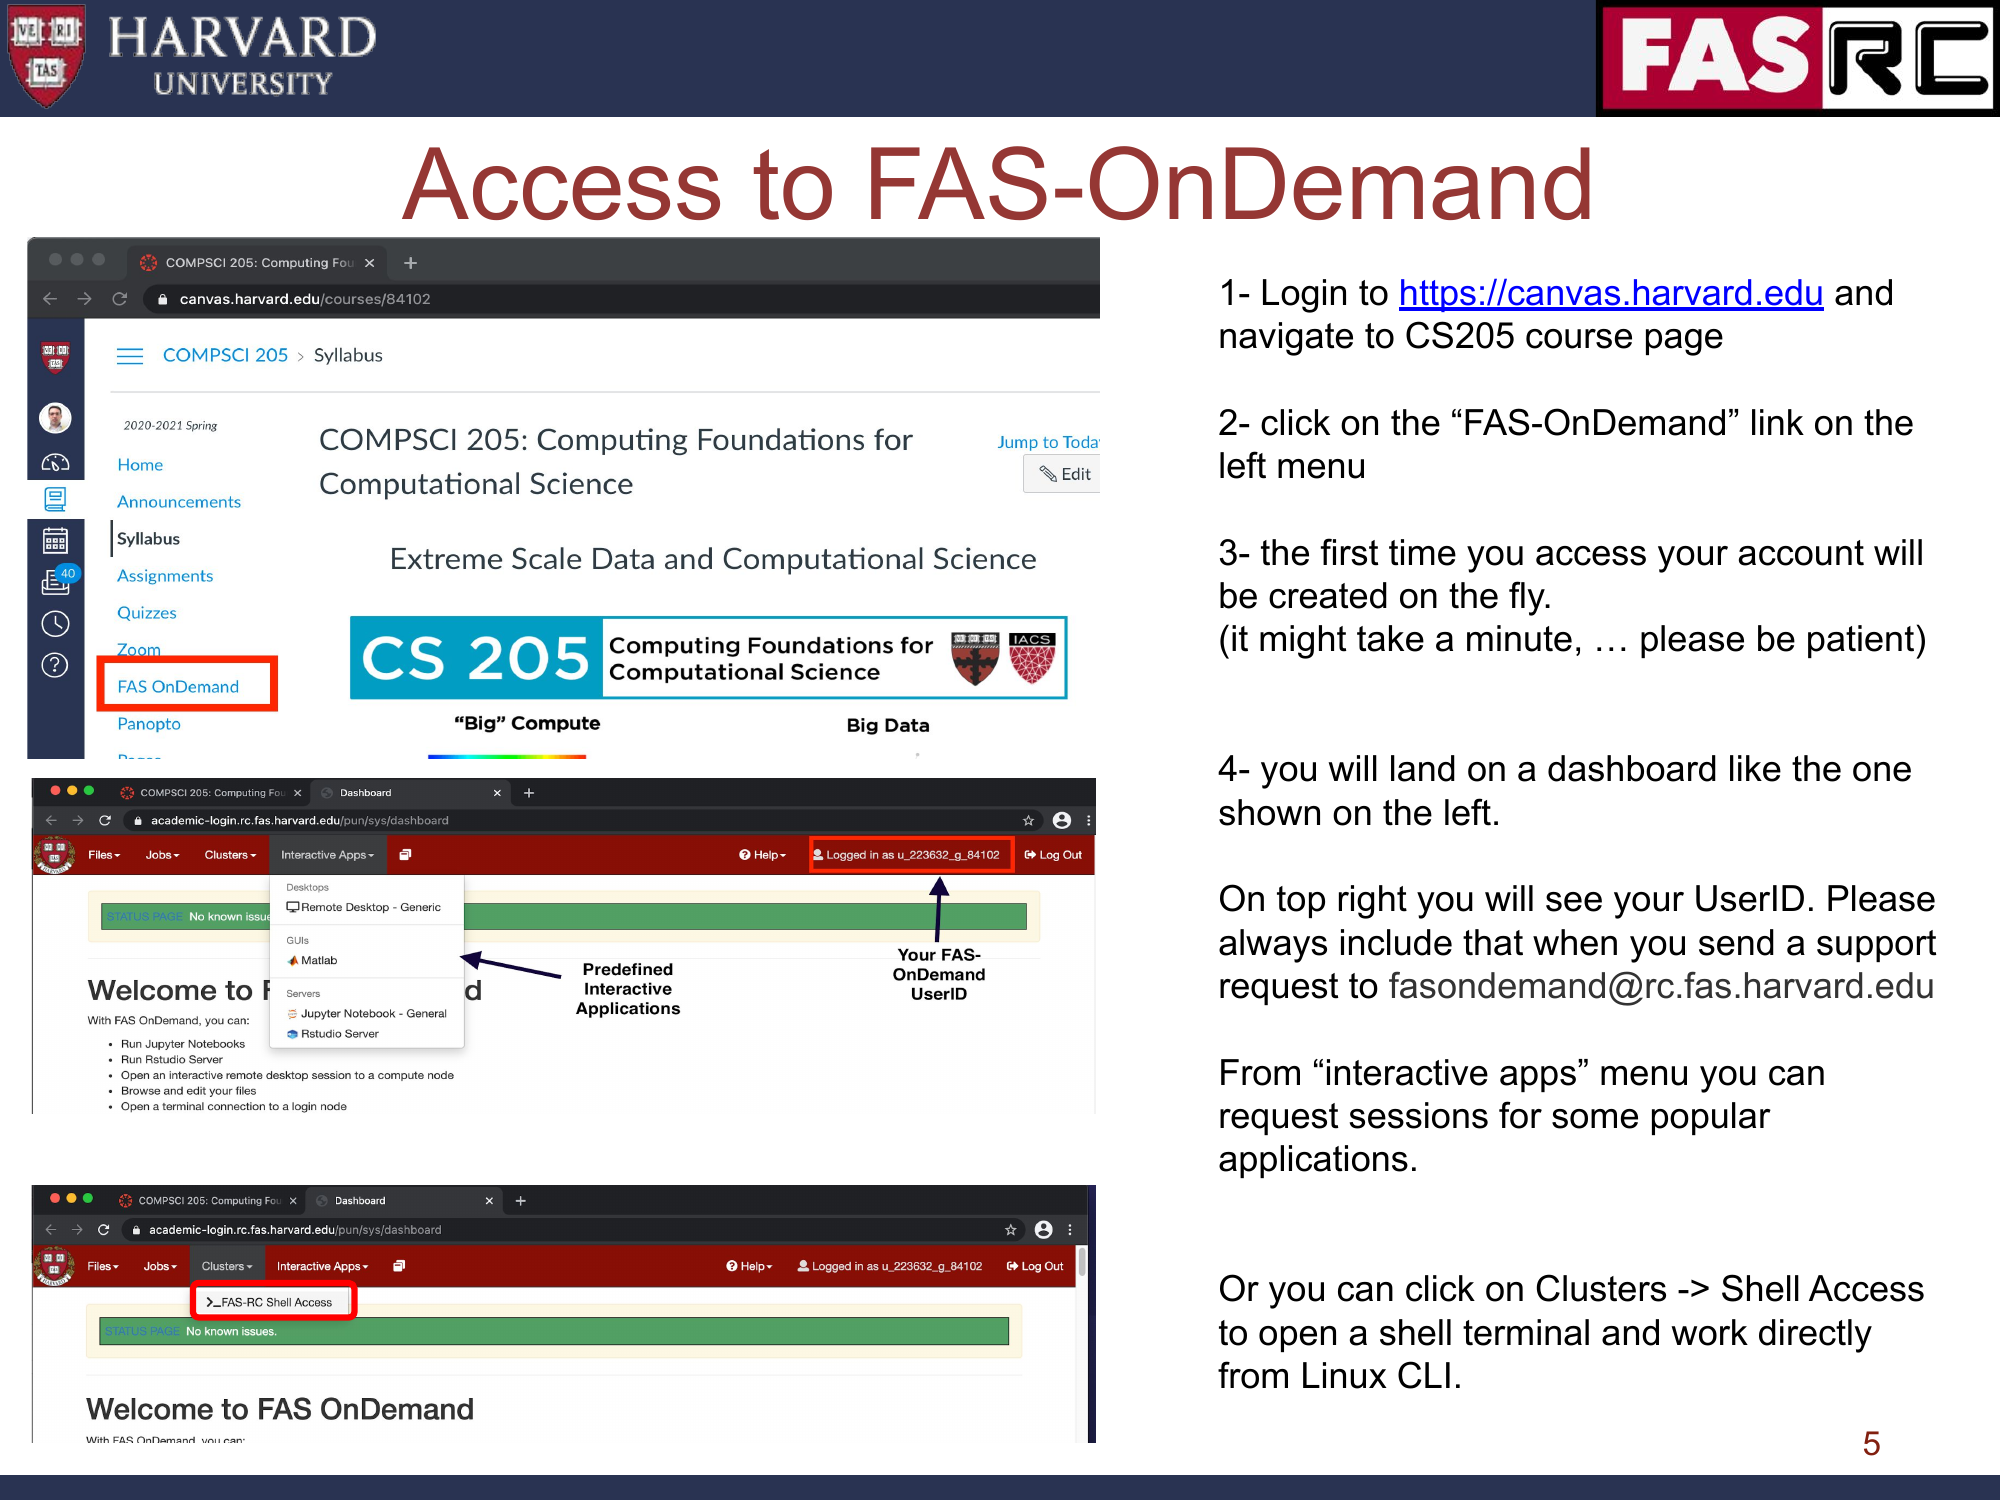 VE RI
TAS
HARVARD
UNIVERSITY
FAS RC
Access to FAS-OnDemand
COMPSCI 205: Computing Fou
canvas.harvard.edu/courses/84102
COMPSCI 205 > Syllabus
2020-2021 Spring
Home
Announcements
Syllabus
Assignments
Quizzes
Zoom
FAS OnDemand
Panopto
40
COMPSCI 205: Computing Foundations for
Computational Science
Jump to Today
Edit
Extreme Scale Data and Computational Science
CS 205
Computing Foundations for
Computational Science
IACS
“Big” Compute
Big Data
COMPSCI 205: Computing Fou
Dashboard
academic-login.rc.fas.harvard.edu/pun/sys/dashboard
Files
Jobs
Clusters
Interactive Apps
Help
Logged in as u_223632_g_84102
Log Out
STATUS PAGE No known issue
Desktops
Remote Desktop - Generic
GUIs
Matlab
Servers
Jupyter Notebook - General
Rstudio Server
Predefined
Interactive
Applications
Your FAS-
OnDemand
UserID
Welcome to F d
With FAS OnDemand, you can:
• Run Jupyter Notebooks
• Run Rstudio Server
• Open an interactive remote desktop session to a compute node
• Browse and edit your files
• Open a terminal connection to a login node
COMPSCI 205: Computing Fou
Dashboard
academic-login.rc.fas.harvard.edu/pun/sys/dashboard
Files
Jobs
Clusters
Interactive Apps
Help
Logged in as u_223632_g_84102
Log Out
>_FAS-RC Shell Access
STATUS PAGE No known issues.
Welcome to FAS OnDemand
With FAS OnDemand, you can:
1- Login to https://canvas.harvard.edu and
navigate to CS205 course page
2- click on the “FAS-OnDemand” link on the
left menu
3- the first time you access your account will
be created on the fly.
(it might take a minute, … please be patient)
4- you will land on a dashboard like the one
shown on the left.
On top right you will see your UserID. Please
always include that when you send a support
request to fasondemand@rc.fas.harvard.edu
From “interactive apps” menu you can
request sessions for some popular
applications.
Or you can click on Clusters -> Shell Access
to open a shell terminal and work directly
from Linux CLI.
5